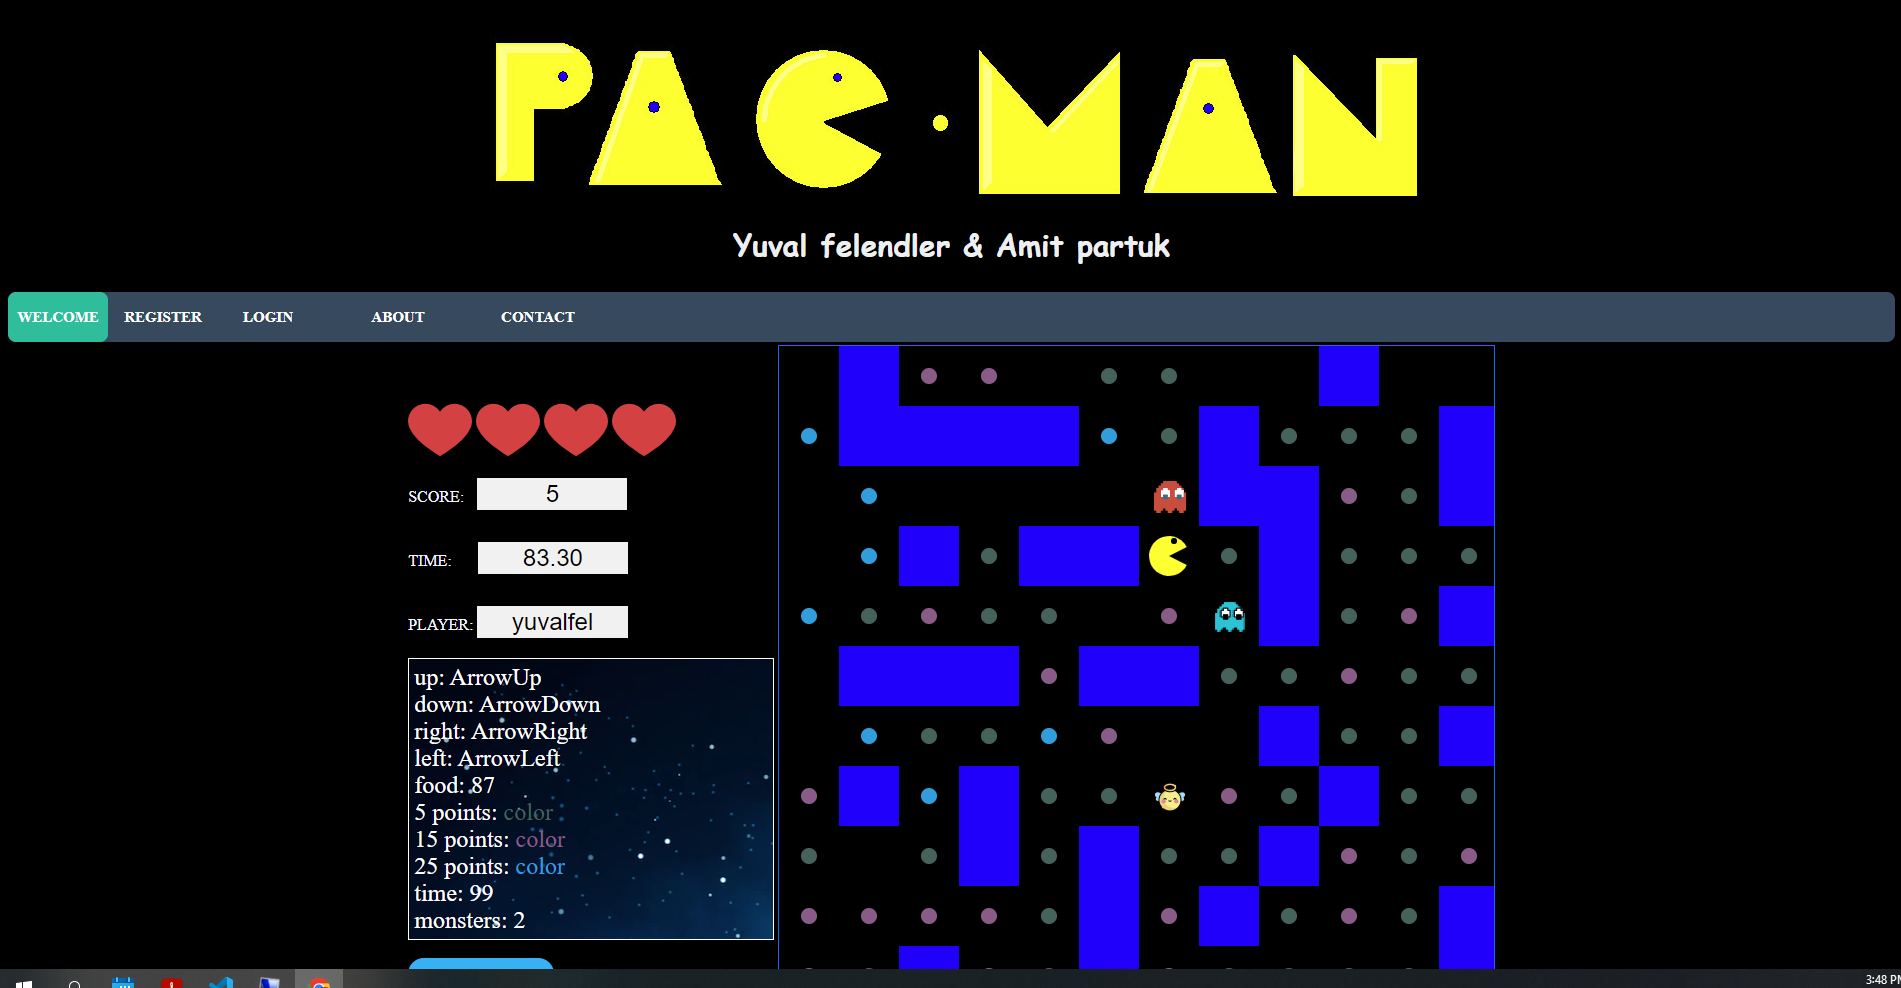 PAC·MAN
Yuval felendler & Amit partuk
WELCOME REGISTER LOGIN ABOUT CONTACT
SCORE: 5
TIME: 83.30
PLAYER: yuvalfel
up: ArrowUp
down: ArrowDown
right: ArrowRight
left: ArrowLeft
food: 87
5 points: color
15 points: color
25 points: color
time: 99
monsters: 2
3:48 PM